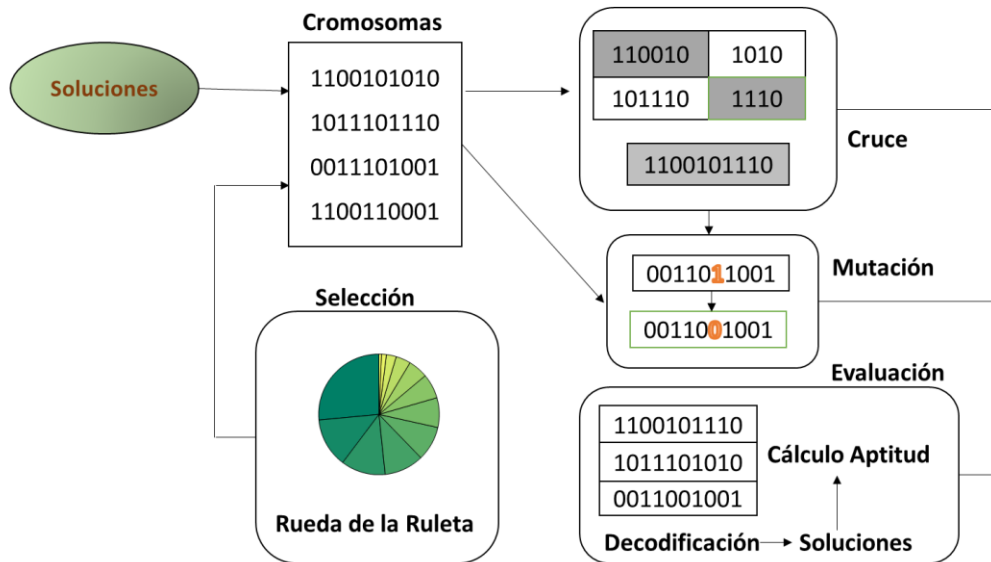 Soluciones
Cromosomas
1100101010
1011101110
0011101001
1100110001
110010 1010
101110 1110
1100101110
Cruce
0011011001
0011001001
Mutación
Selección
Rueda de la Ruleta
Evaluación
1100101110
1011101010
0011001001
Cálculo Aptitud
Decodificación Soluciones